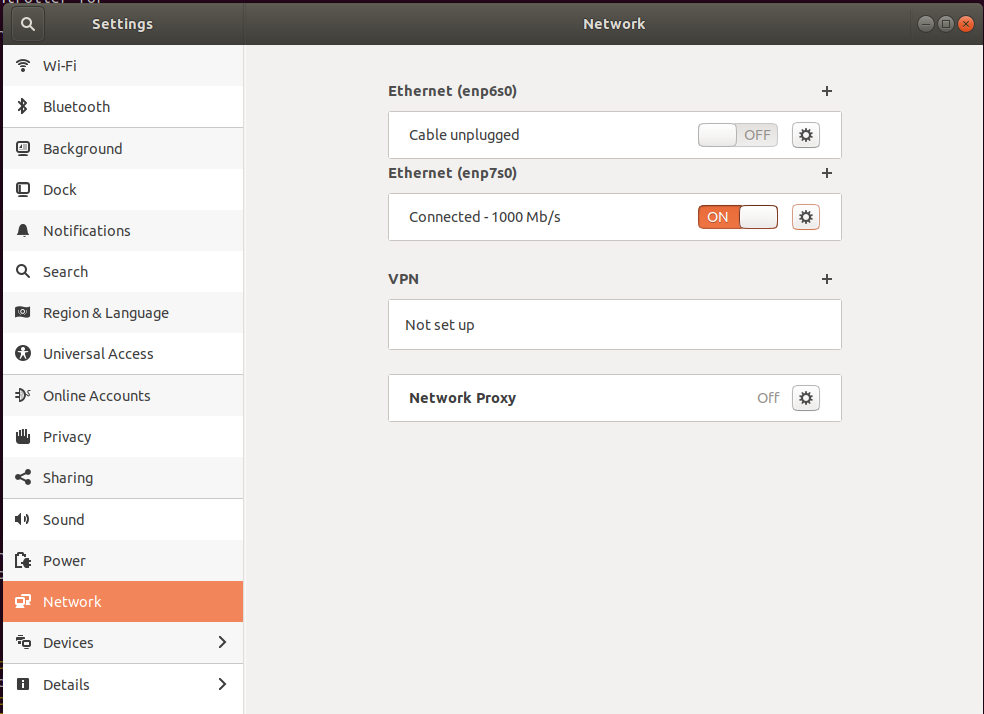 Settings
Network
Wi-Fi
Bluetooth
Background
Dock
Notifications
Search
Region & Language
Universal Access
Online Accounts
Privacy
Sharing
Sound
Power
Network
Devices
Details
Ethernet (enp6s0)
Cable unplugged OFF
Ethernet (enp7s0)
Connected - 1000 Mb/s ON
VPN
Not set up
Network Proxy Off